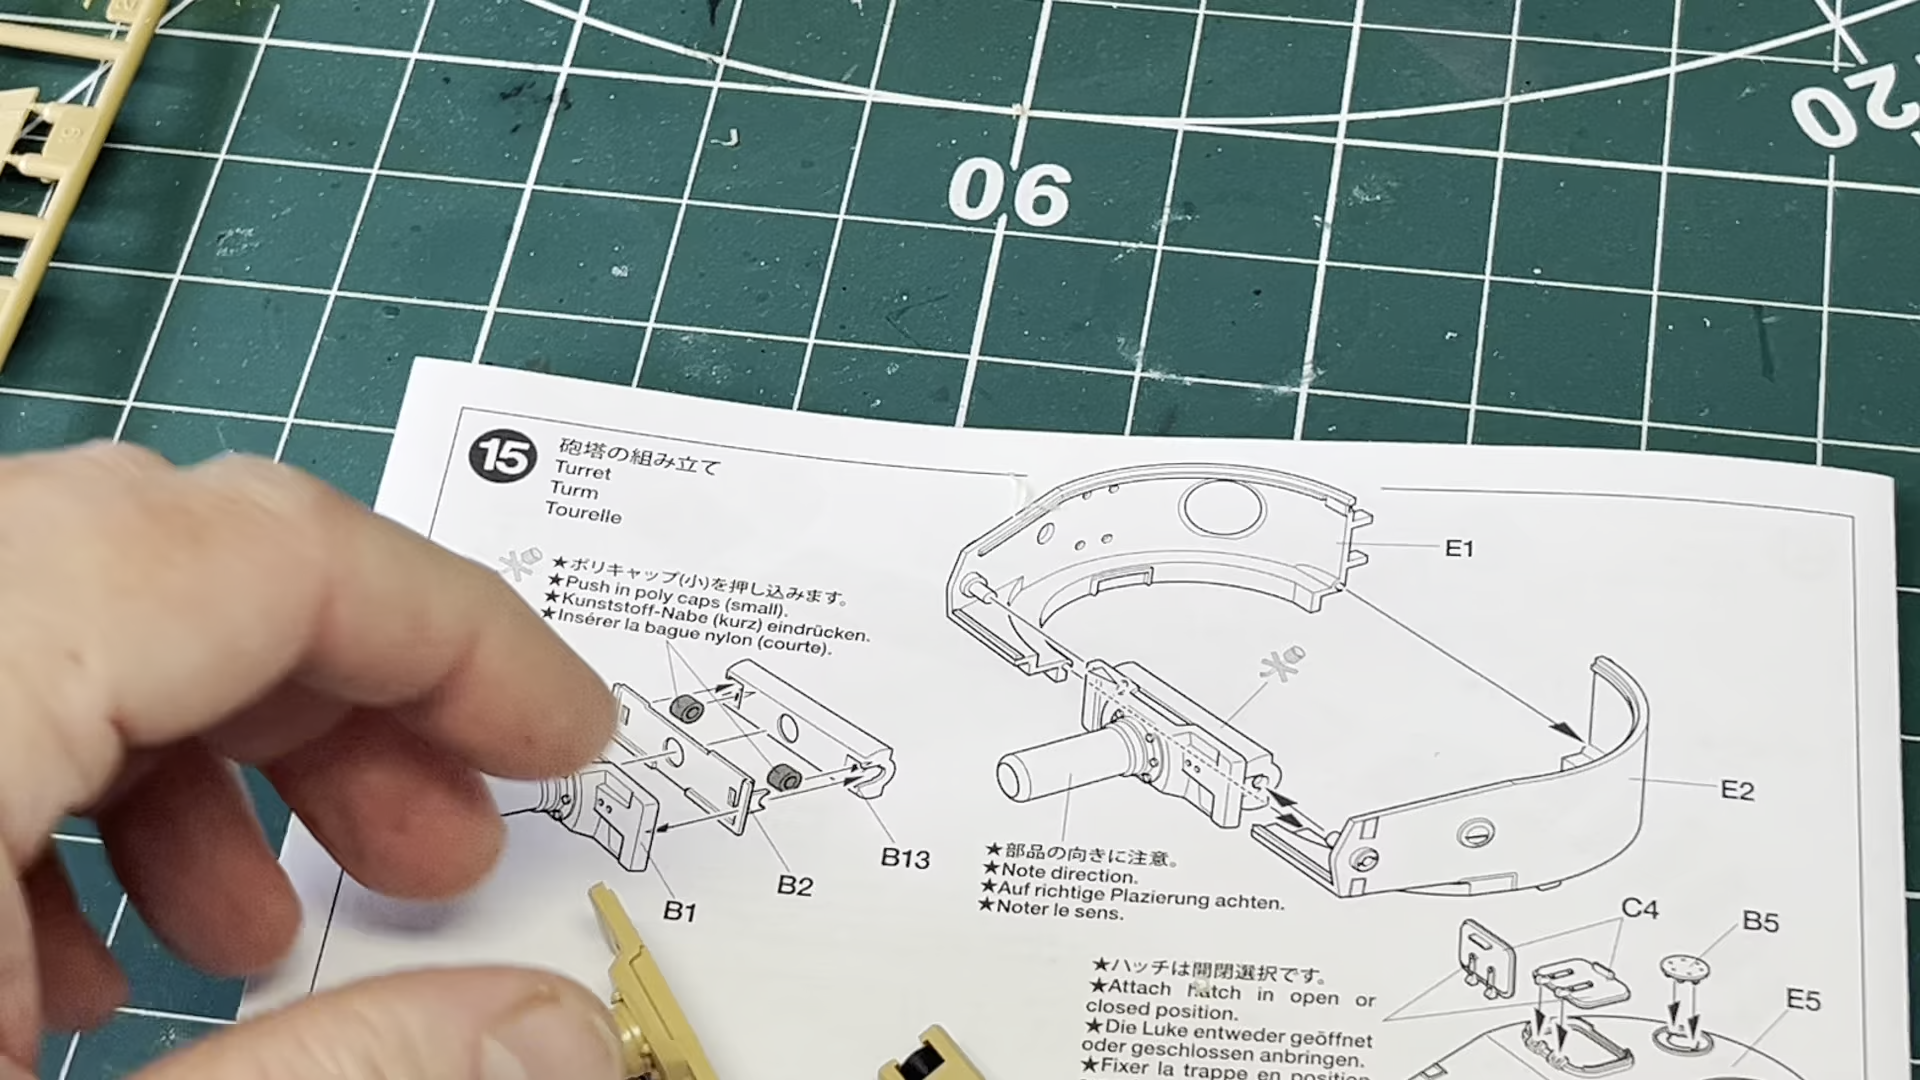 20
06
15
砲塔の組み立て
Turret
Turm
Tourelle
★ポリキャップ(小)を押し込みます。
★Push in poly caps (small).
★Kunststoff-Nabe (kurz) eindrücken.
★Insérer la bague nylon (courte).
E1
E2
B13
B2
B1
★部品の向きに注意。
★Note direction.
★Auf richtige Plazierung achten.
★Noter le sens.
C4
B5
E5
★ハッチは開閉選択です。
★Attach hatch in open or
closed position.
★Die Luke entweder geöffnet
oder geschlossen anbringen.
★Fixer la trappe en position